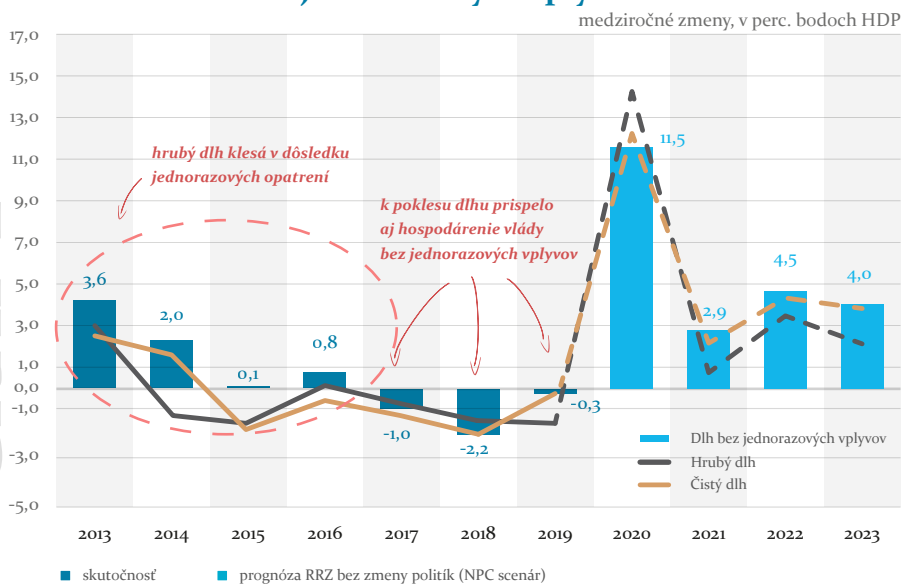 medziročné zmeny, v perc. bodoch HDP
17,0
15,0
13,0
11,0
9,0
7,0
5,0
3,0
1,0
0,0
-1,0
-3,0
-5,0
hrubý dlh klesá v dôsledku
jednorazových opatrení
k poklesu dlhu prispelo
aj hospodárenie vlády
bez jednorazových vplyvov
3,6
2,0
0,1
0,8
-1,0
-2,2
-0,3
11,5
2,9
4,5
4,0
Dlh bez jednorazových vplyvov
Hrubý dlh
Čistý dlh
2013 2014 2015 2016 2017 2018 2019 2020 2021 2022 2023
skutočnosť prognóza RRZ bez zmeny politík (NPC scenár)